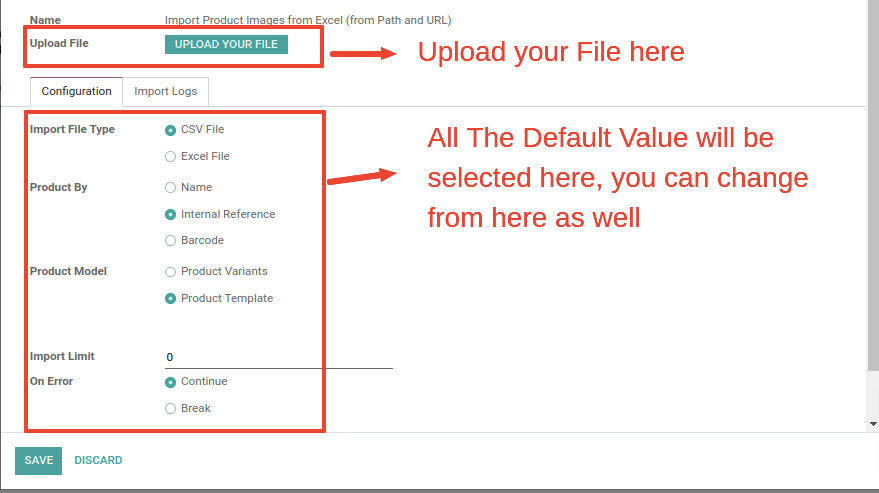 Name Import Product Images from Excel (from Path and URL)
Upload File UPLOAD YOUR FILE
Upload your File here
Configuration Import Logs
Import File Type CSV File
Excel File
Product By Name
Internal Reference
Barcode
Product Model Product Variants
Product Template
Import Limit 0
On Error Continue
Break
All The Default Value will be
selected here, you can change
from here as well
SAVE DISCARD